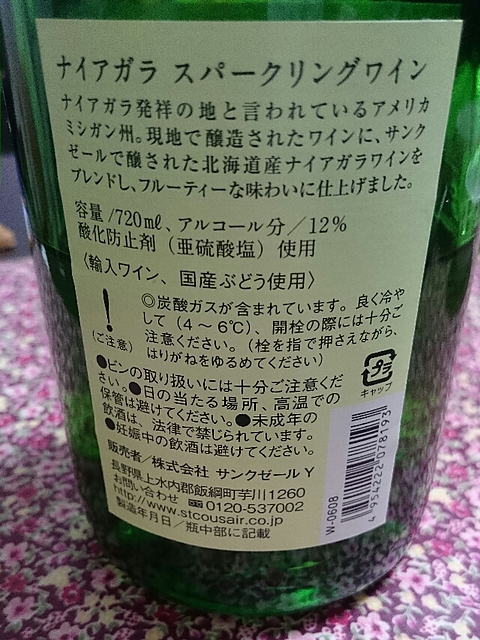 ナイアガラ スパークリングワイン
ナイアガラ発祥の地と言われているアメリカ
ミシガン州。現地で醸造されたワインに、サンク
ゼールで醸された北海道産ナイアガラワインを
ブレンドし、フルーティーな味わいに仕上げました。
容量/720㎖、アルコール分/12%
酸化防止剤(亜硫酸塩)使用
〈輸入ワイン、国産ぶどう使用〉
!
(ご注意)
◎炭酸ガスが含まれています。良く冷や
して(4～6℃)、開栓の際には十分ご
注意ください。(栓を指で押さえながら、
はりがねをゆるめてください)
プラ
キャップ
●ビンの取り扱いには十分ご注意くだ
さい。●日の当たる場所、高温での
保管は避けてください。●未成年の
飲酒は、法律で禁じられています。
●妊娠中の飲酒は避けてください。
販売者/株式会社 サンクゼールY
長野県上水内郡飯綱町芋川1260
お問い合わせ 0120-537002
http://www.stcousair.co.jp
製造年月日/瓶中部に記載
W-0608
4954222078193